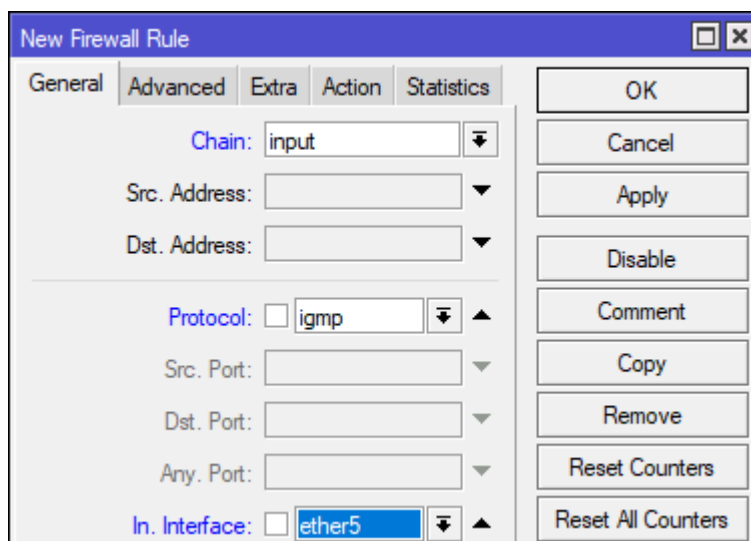 New Firewall Rule
General Advanced Extra Action Statistics
Chain: input
Src. Address:
Dst. Address:
Protocol: igmp
Src. Port:
Dst. Port:
Any. Port:
In. Interface: ether5
OK
Cancel
Apply
Disable
Comment
Copy
Remove
Reset Counters
Reset All Counters